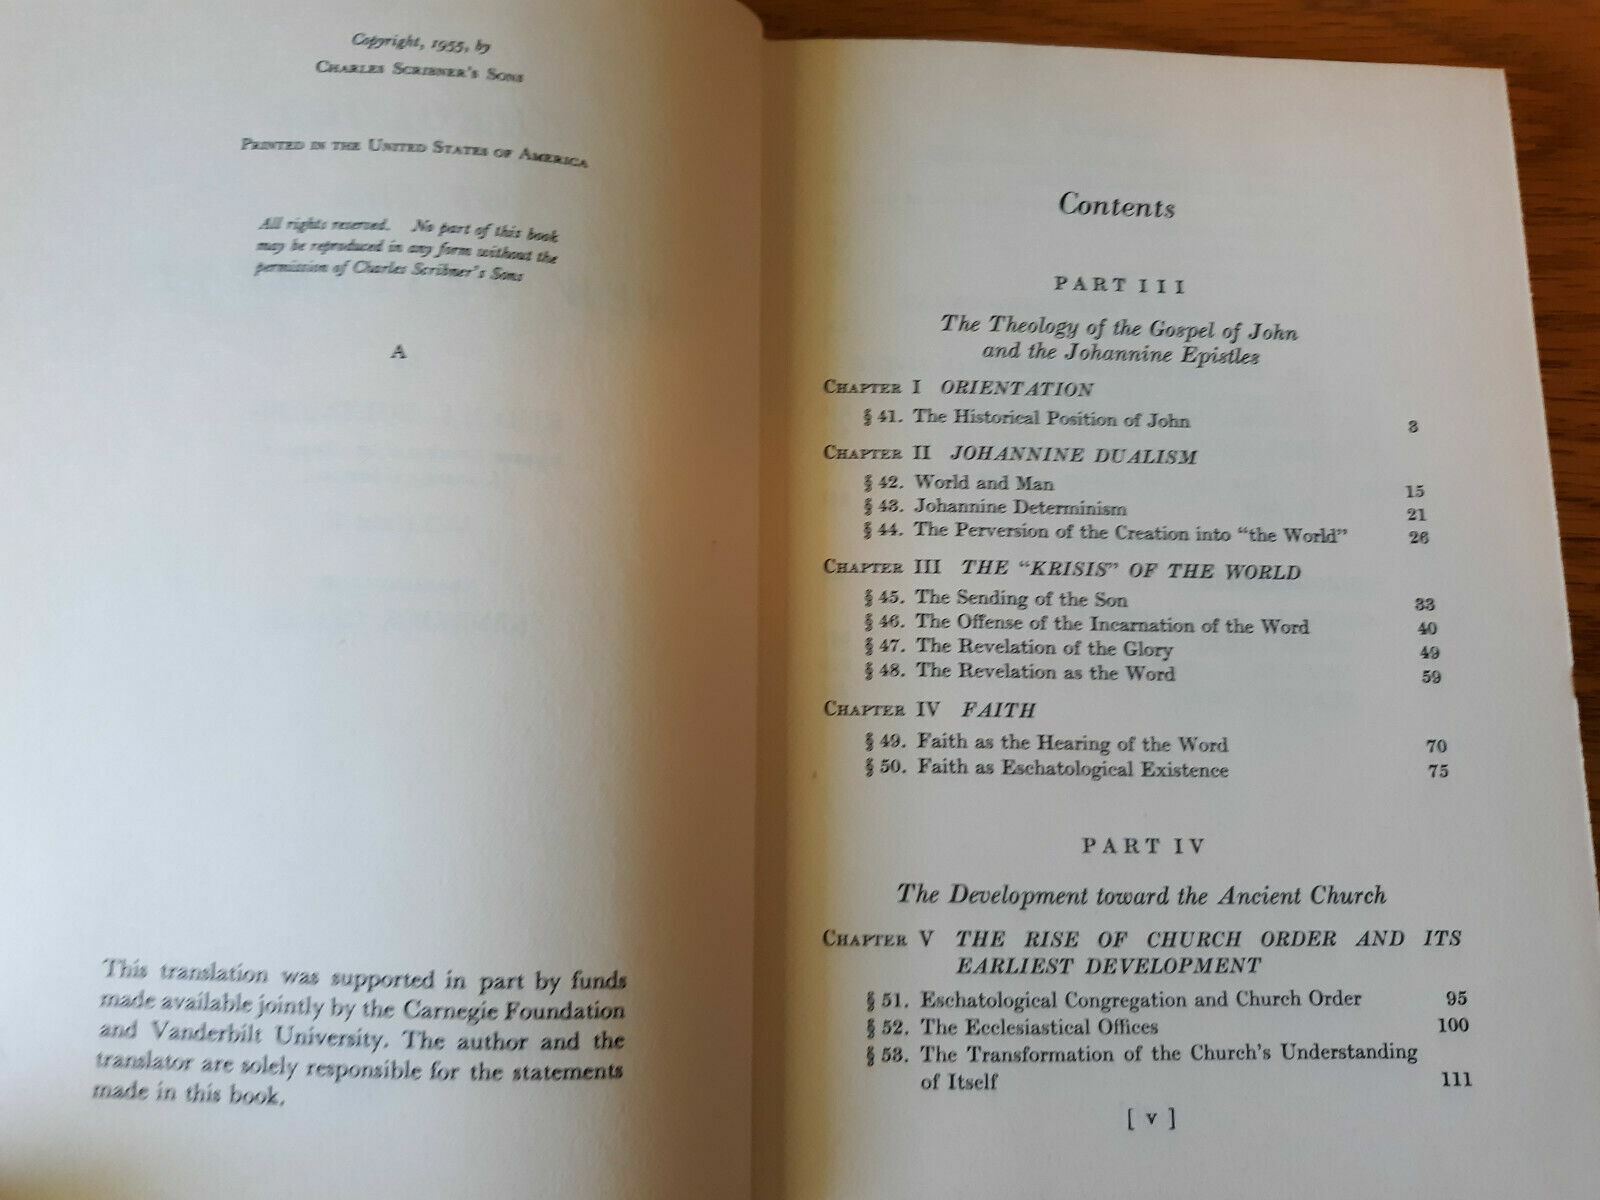 Copyright, 1955, by
Charles Scribner's Sons
Printed in the United States of America
All rights reserved. No part of this book
may be reproduced in any form without the
permission of Charles Scribner's Sons
A
This translation was supported in part by funds
made available jointly by the Carnegie Foundation
and Vanderbilt University. The author and the
translator are solely responsible for the statements
made in this book.
Contents
PART III
The Theology of the Gospel of John
and the Johannine Epistles
Chapter I ORIENTATION
§ 41. The Historical Position of John 3
Chapter II JOHANNINE DUALISM
§ 42. World and Man 15
§ 43. Johannine Determinism 21
§ 44. The Perversion of the Creation into “the World” 26
Chapter III THE “KRISIS” OF THE WORLD
§ 45. The Sending of the Son 33
§ 46. The Offense of the Incarnation of the Word 40
§ 47. The Revelation of the Glory 49
§ 48. The Revelation as the Word 59
Chapter IV FAITH
§ 49. Faith as the Hearing of the Word 70
§ 50. Faith as Eschatological Existence 75
PART IV
The Development toward the Ancient Church
Chapter V THE RISE OF CHURCH ORDER AND ITS
EARLIEST DEVELOPMENT
§ 51. Eschatological Congregation and Church Order 95
§ 52. The Ecclesiastical Offices 100
§ 53. The Transformation of the Church's Understanding
of Itself 111
[ v ]